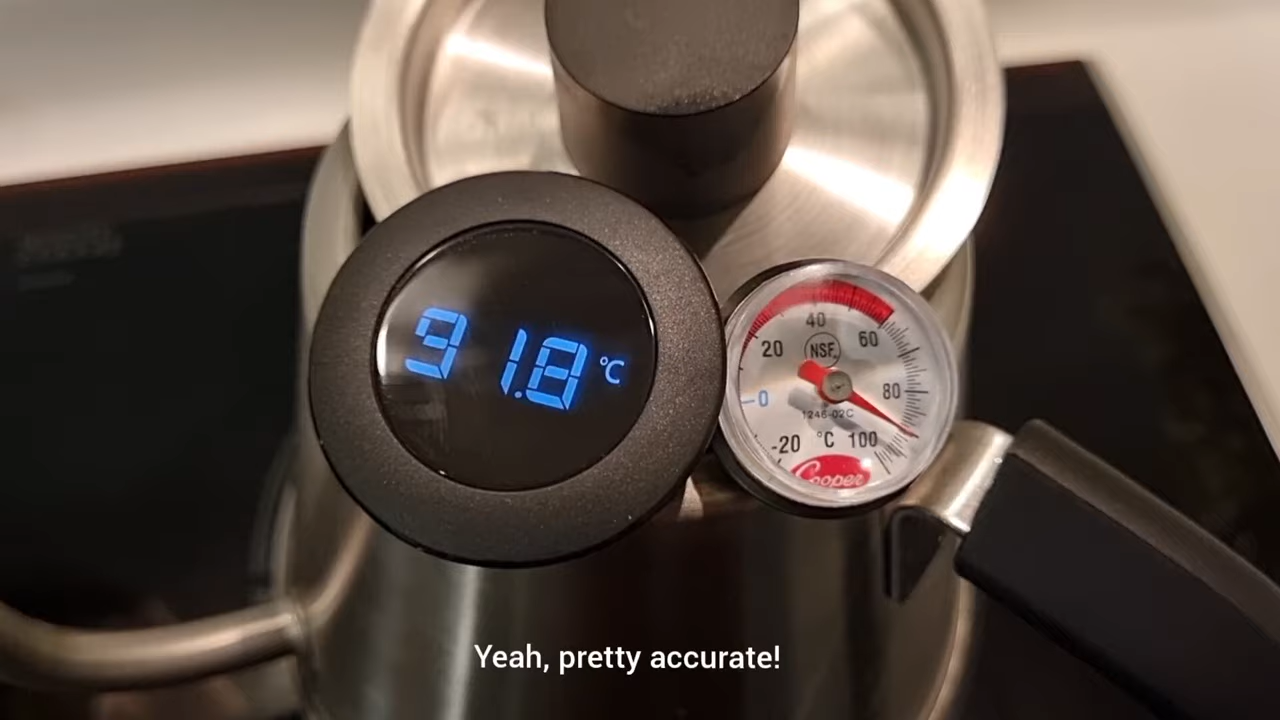 91.8 °C
40
20
60
NSF
80
-0
1246-02C
-20 °C 100
Cooper
Yeah, pretty accurate!